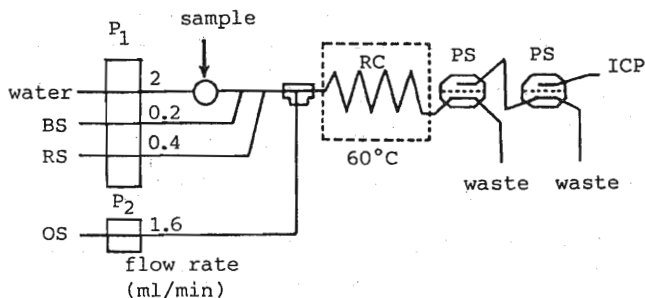 sample
P1
PS
PS
RC
ICP
water
2
BS
0.2
RS
0.4
60°C
waste
waste
P2
OS
1.6
flow rate
(ml/min)